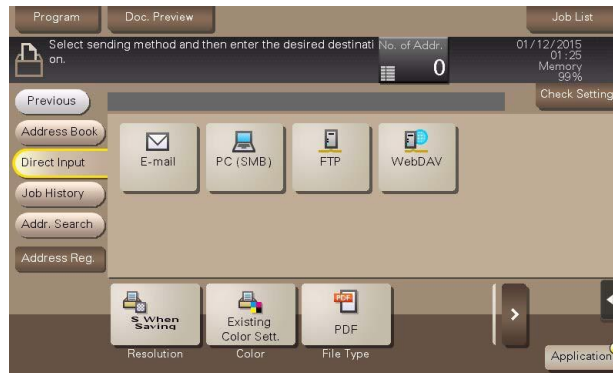 Program
Doc. Preview
Job List
Select sending method and then enter the desired destinati
on.
No. of Addr.
0
01/12/2015
01:25
Memory
99%
Previous
Check Setting
Address Book
Direct Input
Job History
Addr. Search
Address Reg.
E-mail
PC (SMB)
FTP
WebDAV
S When
Saving
Existing
Color Sett.
PDF
PDF
Resolution
Color
File Type
Application